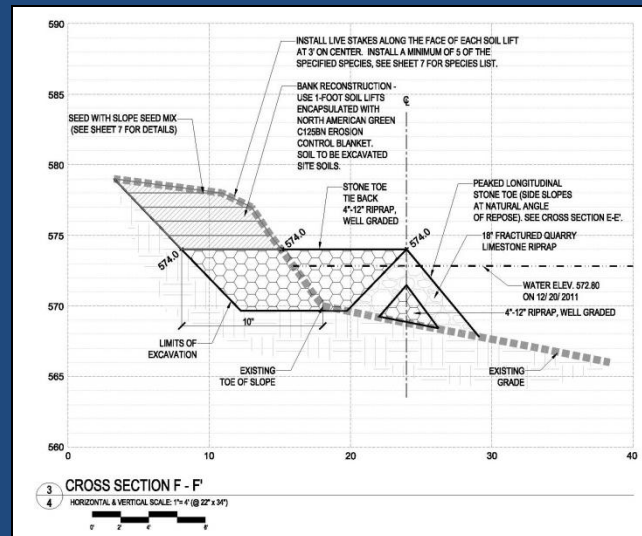 590
585
580
575
570
565
560
0
10
20
30
40
INSTALL LIVE STAKES ALONG THE FACE OF EACH SOIL LIFT
AT 3' ON CENTER. INSTALL A MINIMUM OF 5 OF THE
SPECIFIED SPECIES, SEE SHEET 7 FOR SPECIES LIST.
BANK RECONSTRUCTION -
USE 1-FOOT SOIL LIFTS
ENCAPSULATED WITH
NORTH AMERICAN GREEN
C125BN EROSION
CONTROL BLANKET.
SOIL TO BE EXCAVATED
SITE SOILS.
SEED WITH SLOPE SEED MIX
(SEE SHEET 7 FOR DETAILS)
STONE TOE
TIE BACK
4"-12" RIPRAP,
WELL GRADED
PEAKED LONGITUDINAL
STONE TOE (SIDE SLOPES
AT NATURAL ANGLE
OF REPOSE). SEE CROSS SECTION E-E'.
18" FRACTURED QUARRY
LIMESTONE RIPRAP
574.0
574.0
574.0
WATER ELEV. 572.80
ON 12/ 20/ 2011
4"-12" RIPRAP, WELL GRADED
10"
LIMITS OF
EXCAVATION
EXISTING
TOE OF SLOPE
EXISTING
GRADE
3
4
CROSS SECTION F - F'
HORIZONTAL & VERTICAL SCALE: 1"= 4' (@ 22" x 34")
0' 2' 4' 8'